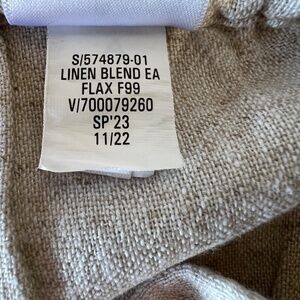 S/574879-01
LINEN BLEND EA
FLAX F99
V/700079260
SP'23
11/22